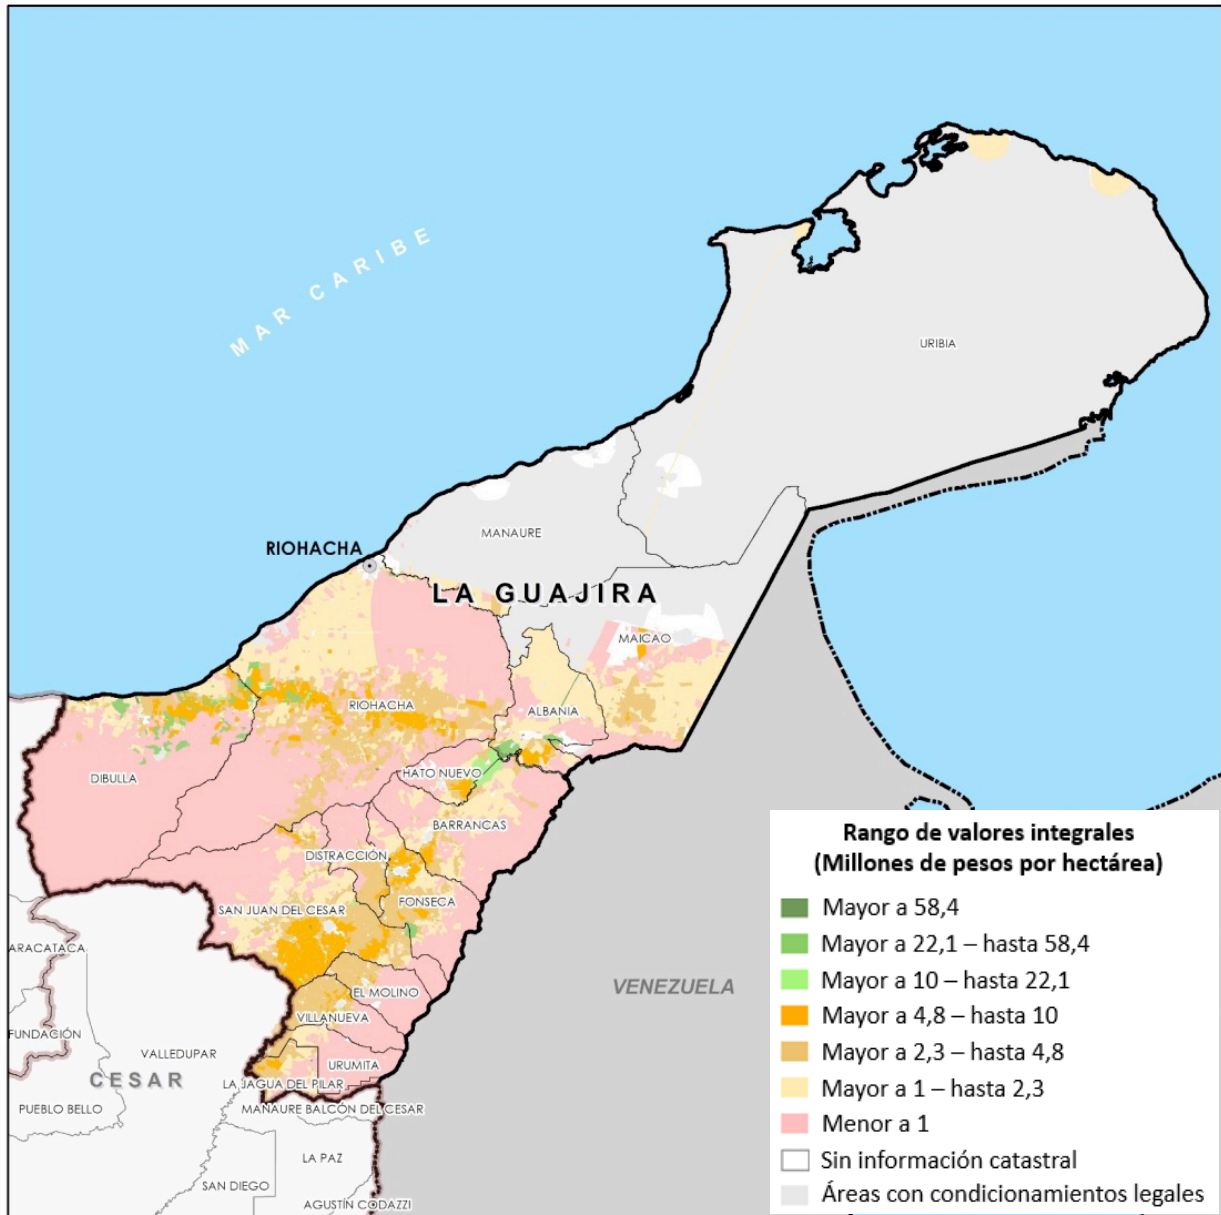 MAR CARIBE
URIBIA
MANAURE
RIOHACHA
LA GUAJIRA
MAICAO
RIOHACHA
ALBANIA
DIBULLA
HATO NUEVO
BARRANCAS
DISTRACCIÓN
FONSECA
SAN JUAN DEL CESAR
ARACATACA
VENEZUELA
EL MOLINO
VILLANUEVA
FUNDACIÓN
VALLEDUPAR
URUMITA
CESAR
LA JAGUA DEL PILAR
PUEBLO BELLO
MANAURE BALCÓN DEL CESAR
LA PAZ
SAN DIEGO
AGUSTÍN CODAZZI
Rango de valores integrales
(Millones de pesos por hectárea)
Mayor a 58,4
Mayor a 22,1 – hasta 58,4
Mayor a 10 – hasta 22,1
Mayor a 4,8 – hasta 10
Mayor a 2,3 – hasta 4,8
Mayor a 1 – hasta 2,3
Menor a 1
Sin información catastral
Áreas con condicionamientos legales